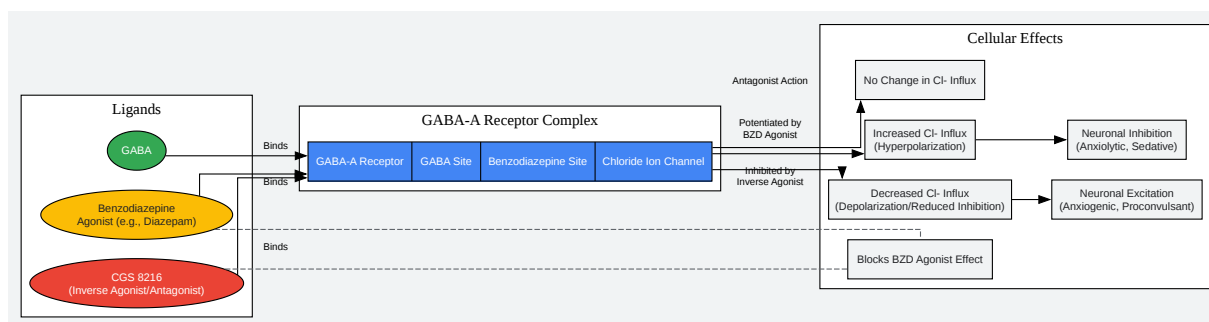 Ligands
GABA
Benzodiazepine
Agonist (e.g., Diazepam)
CGS 8216
(Inverse Agonist/Antagonist)
Binds
Binds
Binds
GABA-A Receptor Complex
GABA-A Receptor
GABA Site
Benzodiazepine Site
Chloride Ion Channel
Antagonist Action
Potentiated by
BZD Agonist
Inhibited by
Inverse Agonist
Cellular Effects
No Change in Cl- Influx
Increased Cl- Influx
(Hyperpolarization)
Neuronal Inhibition
(Anxiolytic, Sedative)
Decreased Cl- Influx
(Depolarization/Reduced Inhibition)
Neuronal Excitation
(Anxiogenic, Proconvulsant)
Blocks BZD Agonist Effect